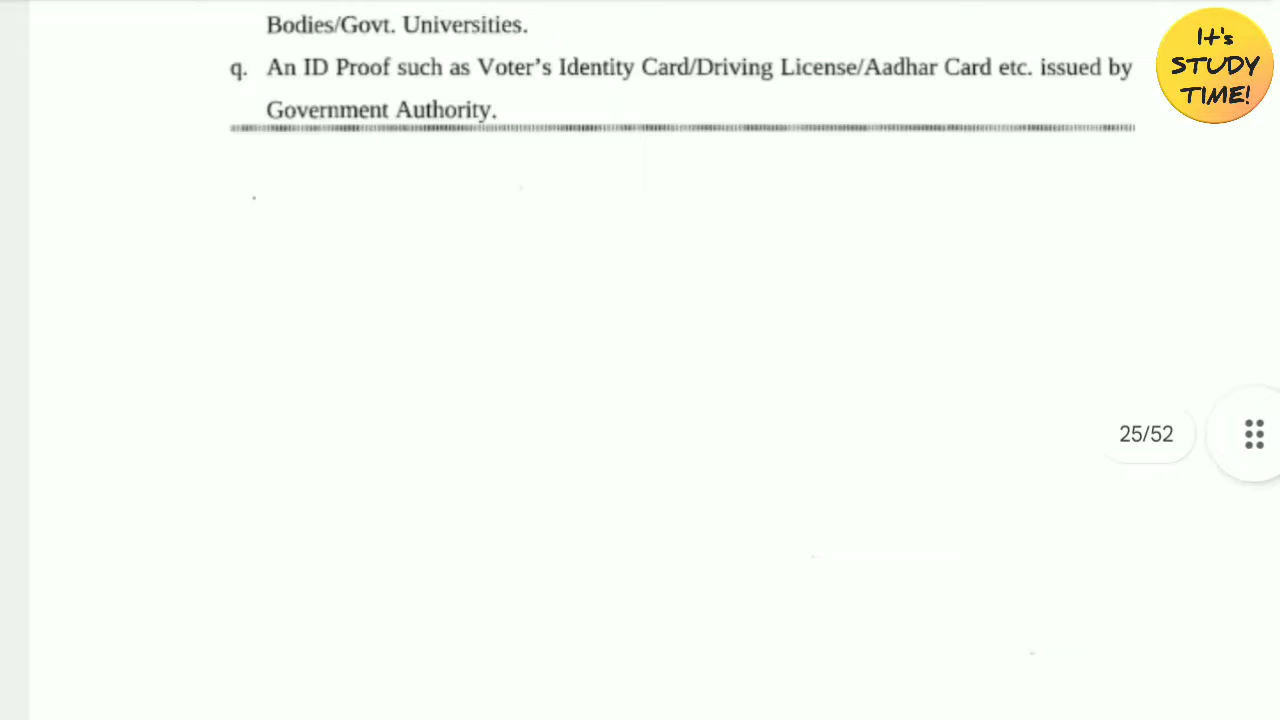 Bodies/Govt. Universities.
q. An ID Proof such as Voter's Identity Card/Driving License/Aadhar Card etc. issued by
Government Authority.
It's
STUDY
TIME!
25/52